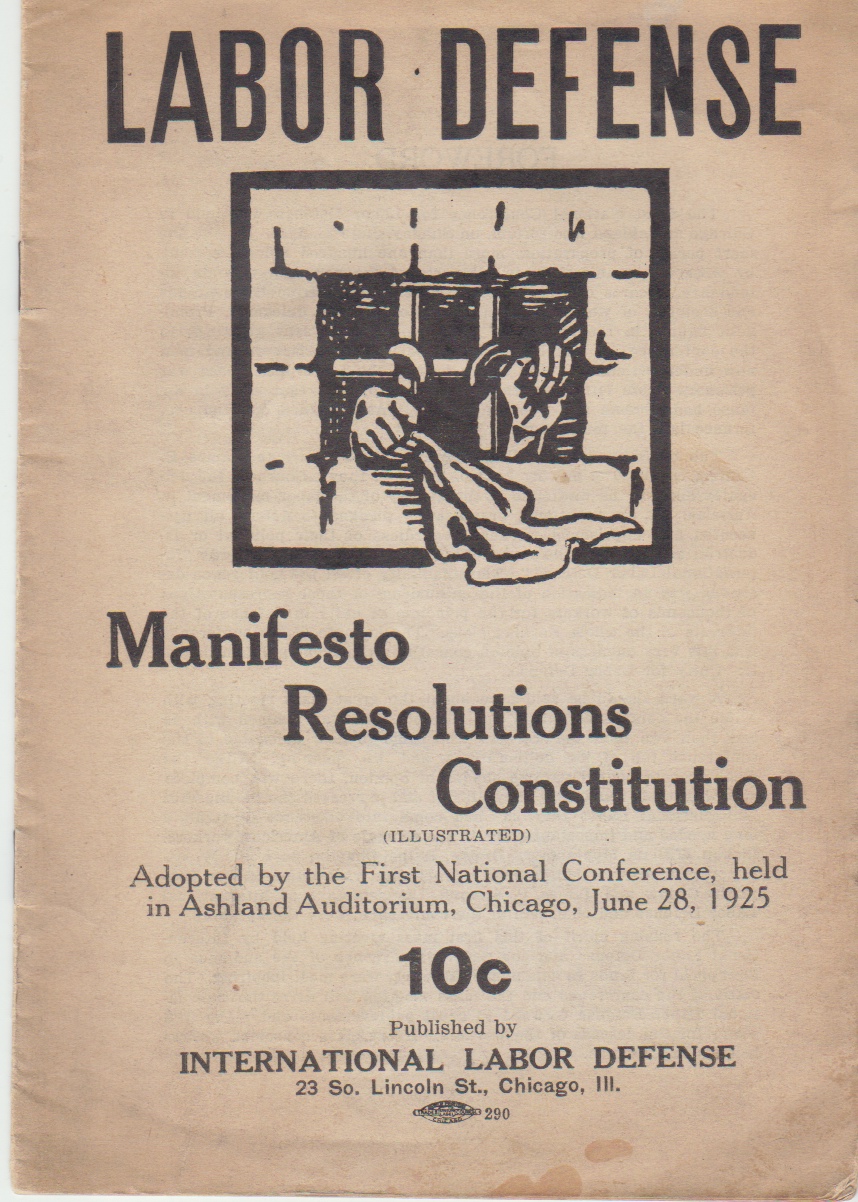 LABOR DEFENSE
Manifesto
Resolutions
Constitution
(ILLUSTRATED)
Adopted by the First National Conference, held
in Ashland Auditorium, Chicago, June 28, 1925
10c
Published by
INTERNATIONAL LABOR DEFENSE
23 So. Lincoln St., Chicago, Ill.
290